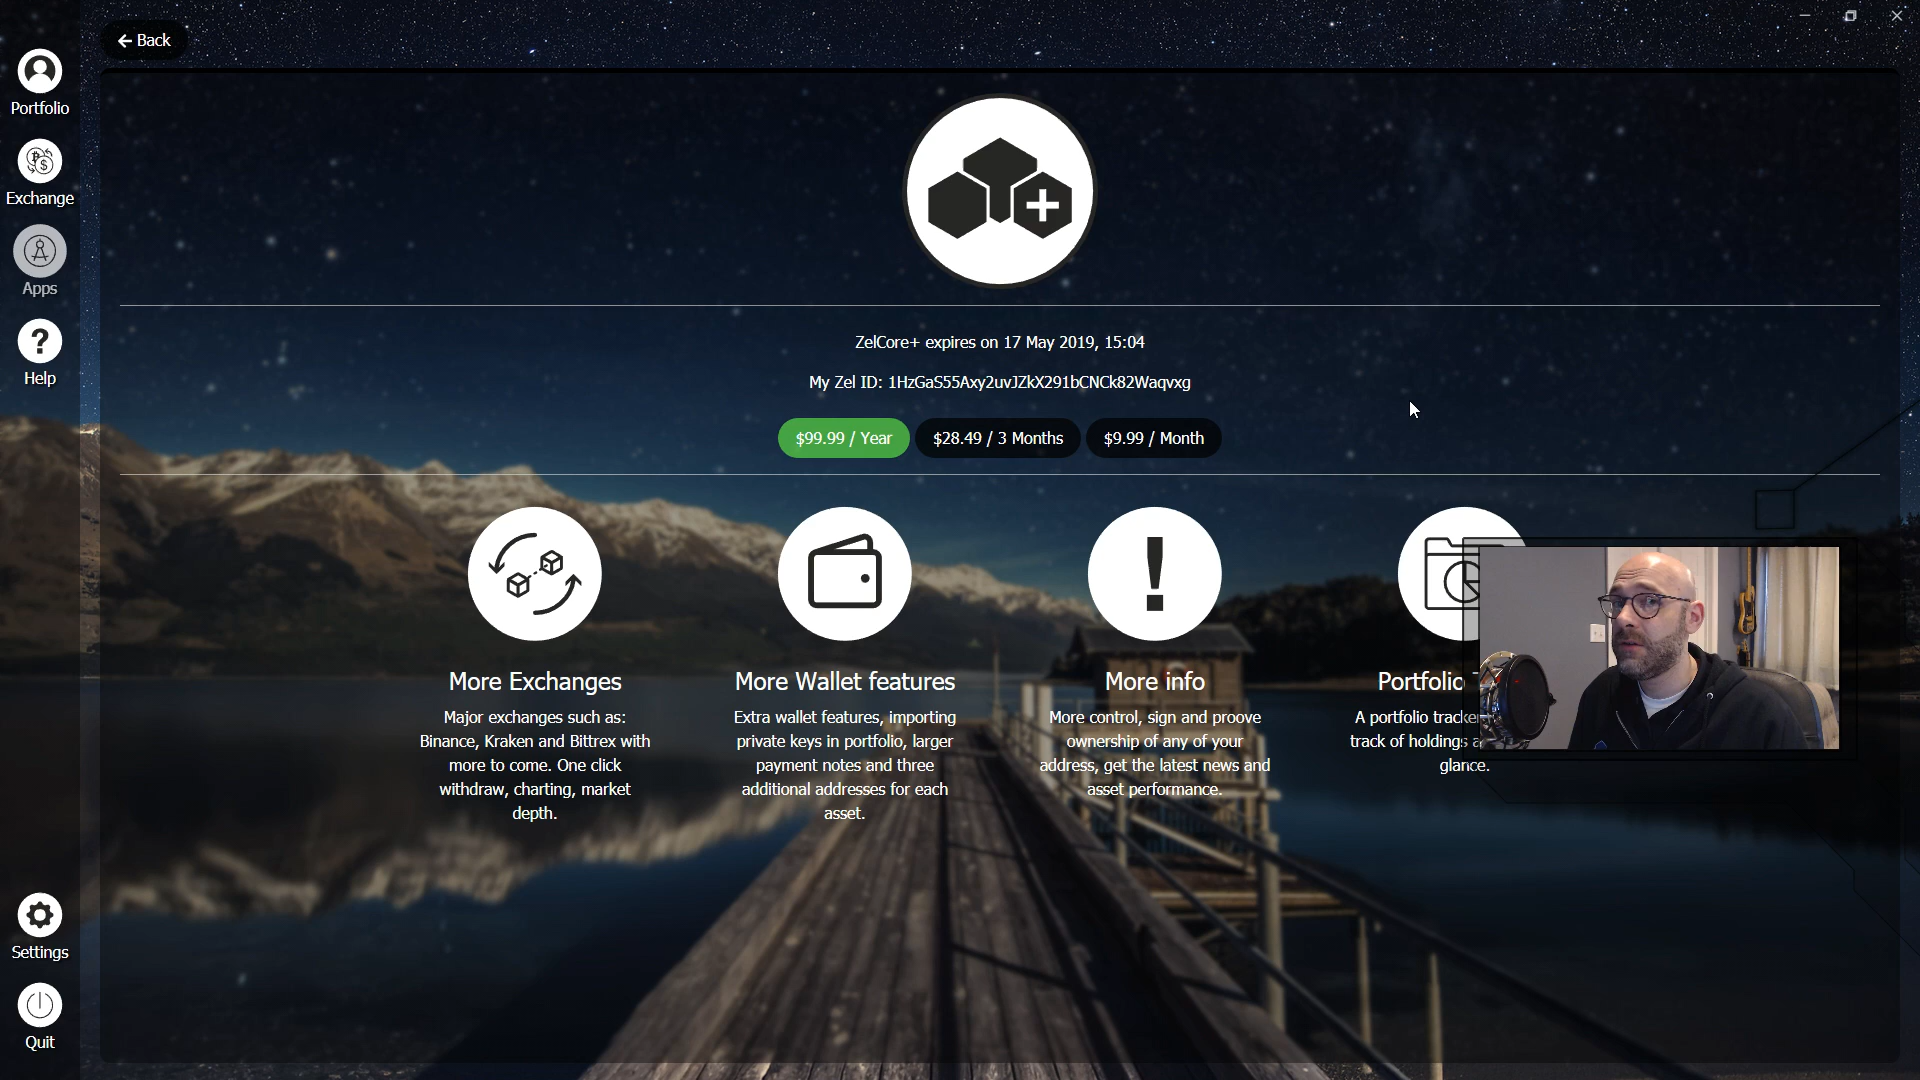 Back
Portfolio
Exchange
Apps
Help
ZelCore+ expires on 17 May 2019, 15:04
My Zel ID: 1HzGaS55Axy2uvJZkX291bCNCk82Waqvxg
$99.99 / Year
$28.49 / 3 Months
$9.99 / Month
More Exchanges
Major exchanges such as:
Binance, Kraken and Bittrex with
more to come. One click
withdraw, charting, market
depth.
More Wallet features
Extra wallet features, importing
private keys in portfolio, larger
payment notes and three
additional addresses for each
asset.
More info
More control, sign and proove
ownership of any of your
address, get the latest news and
asset performance.
Portfolio
A portfolio
track of holdings
glance.
Settings
Quit